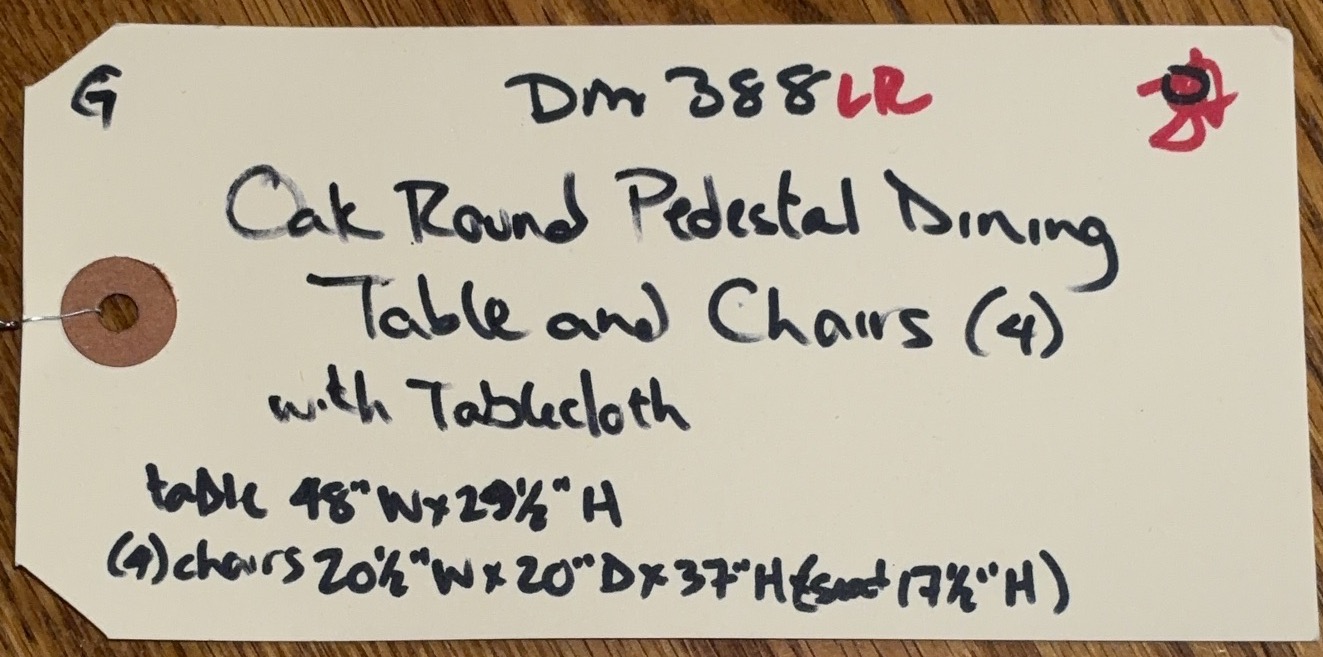 G Dm 388 LR
Oak Round Pedestal Dining
Table and Chairs (4)
with Tablecloth
table 48" W x 29½" H
(4) chairs 20½" W x 20" D x 37" H (seat 17½" H)